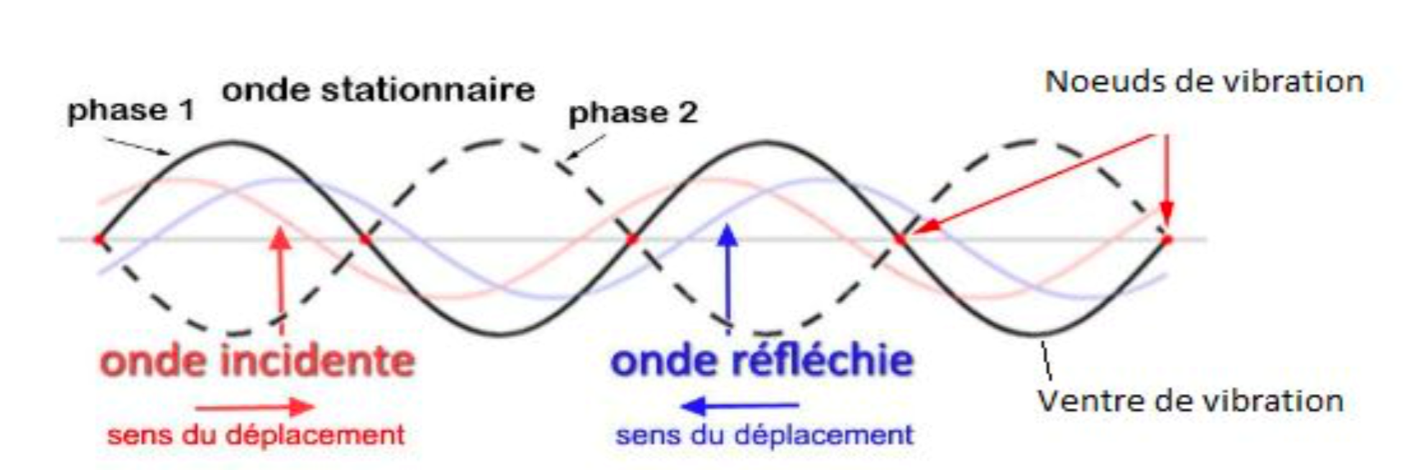 onde stationnaire
phase 1
phase 2
Noeuds de vibration
onde incidente
sens du déplacement
onde réfléchie
sens du déplacement
Ventre de vibration